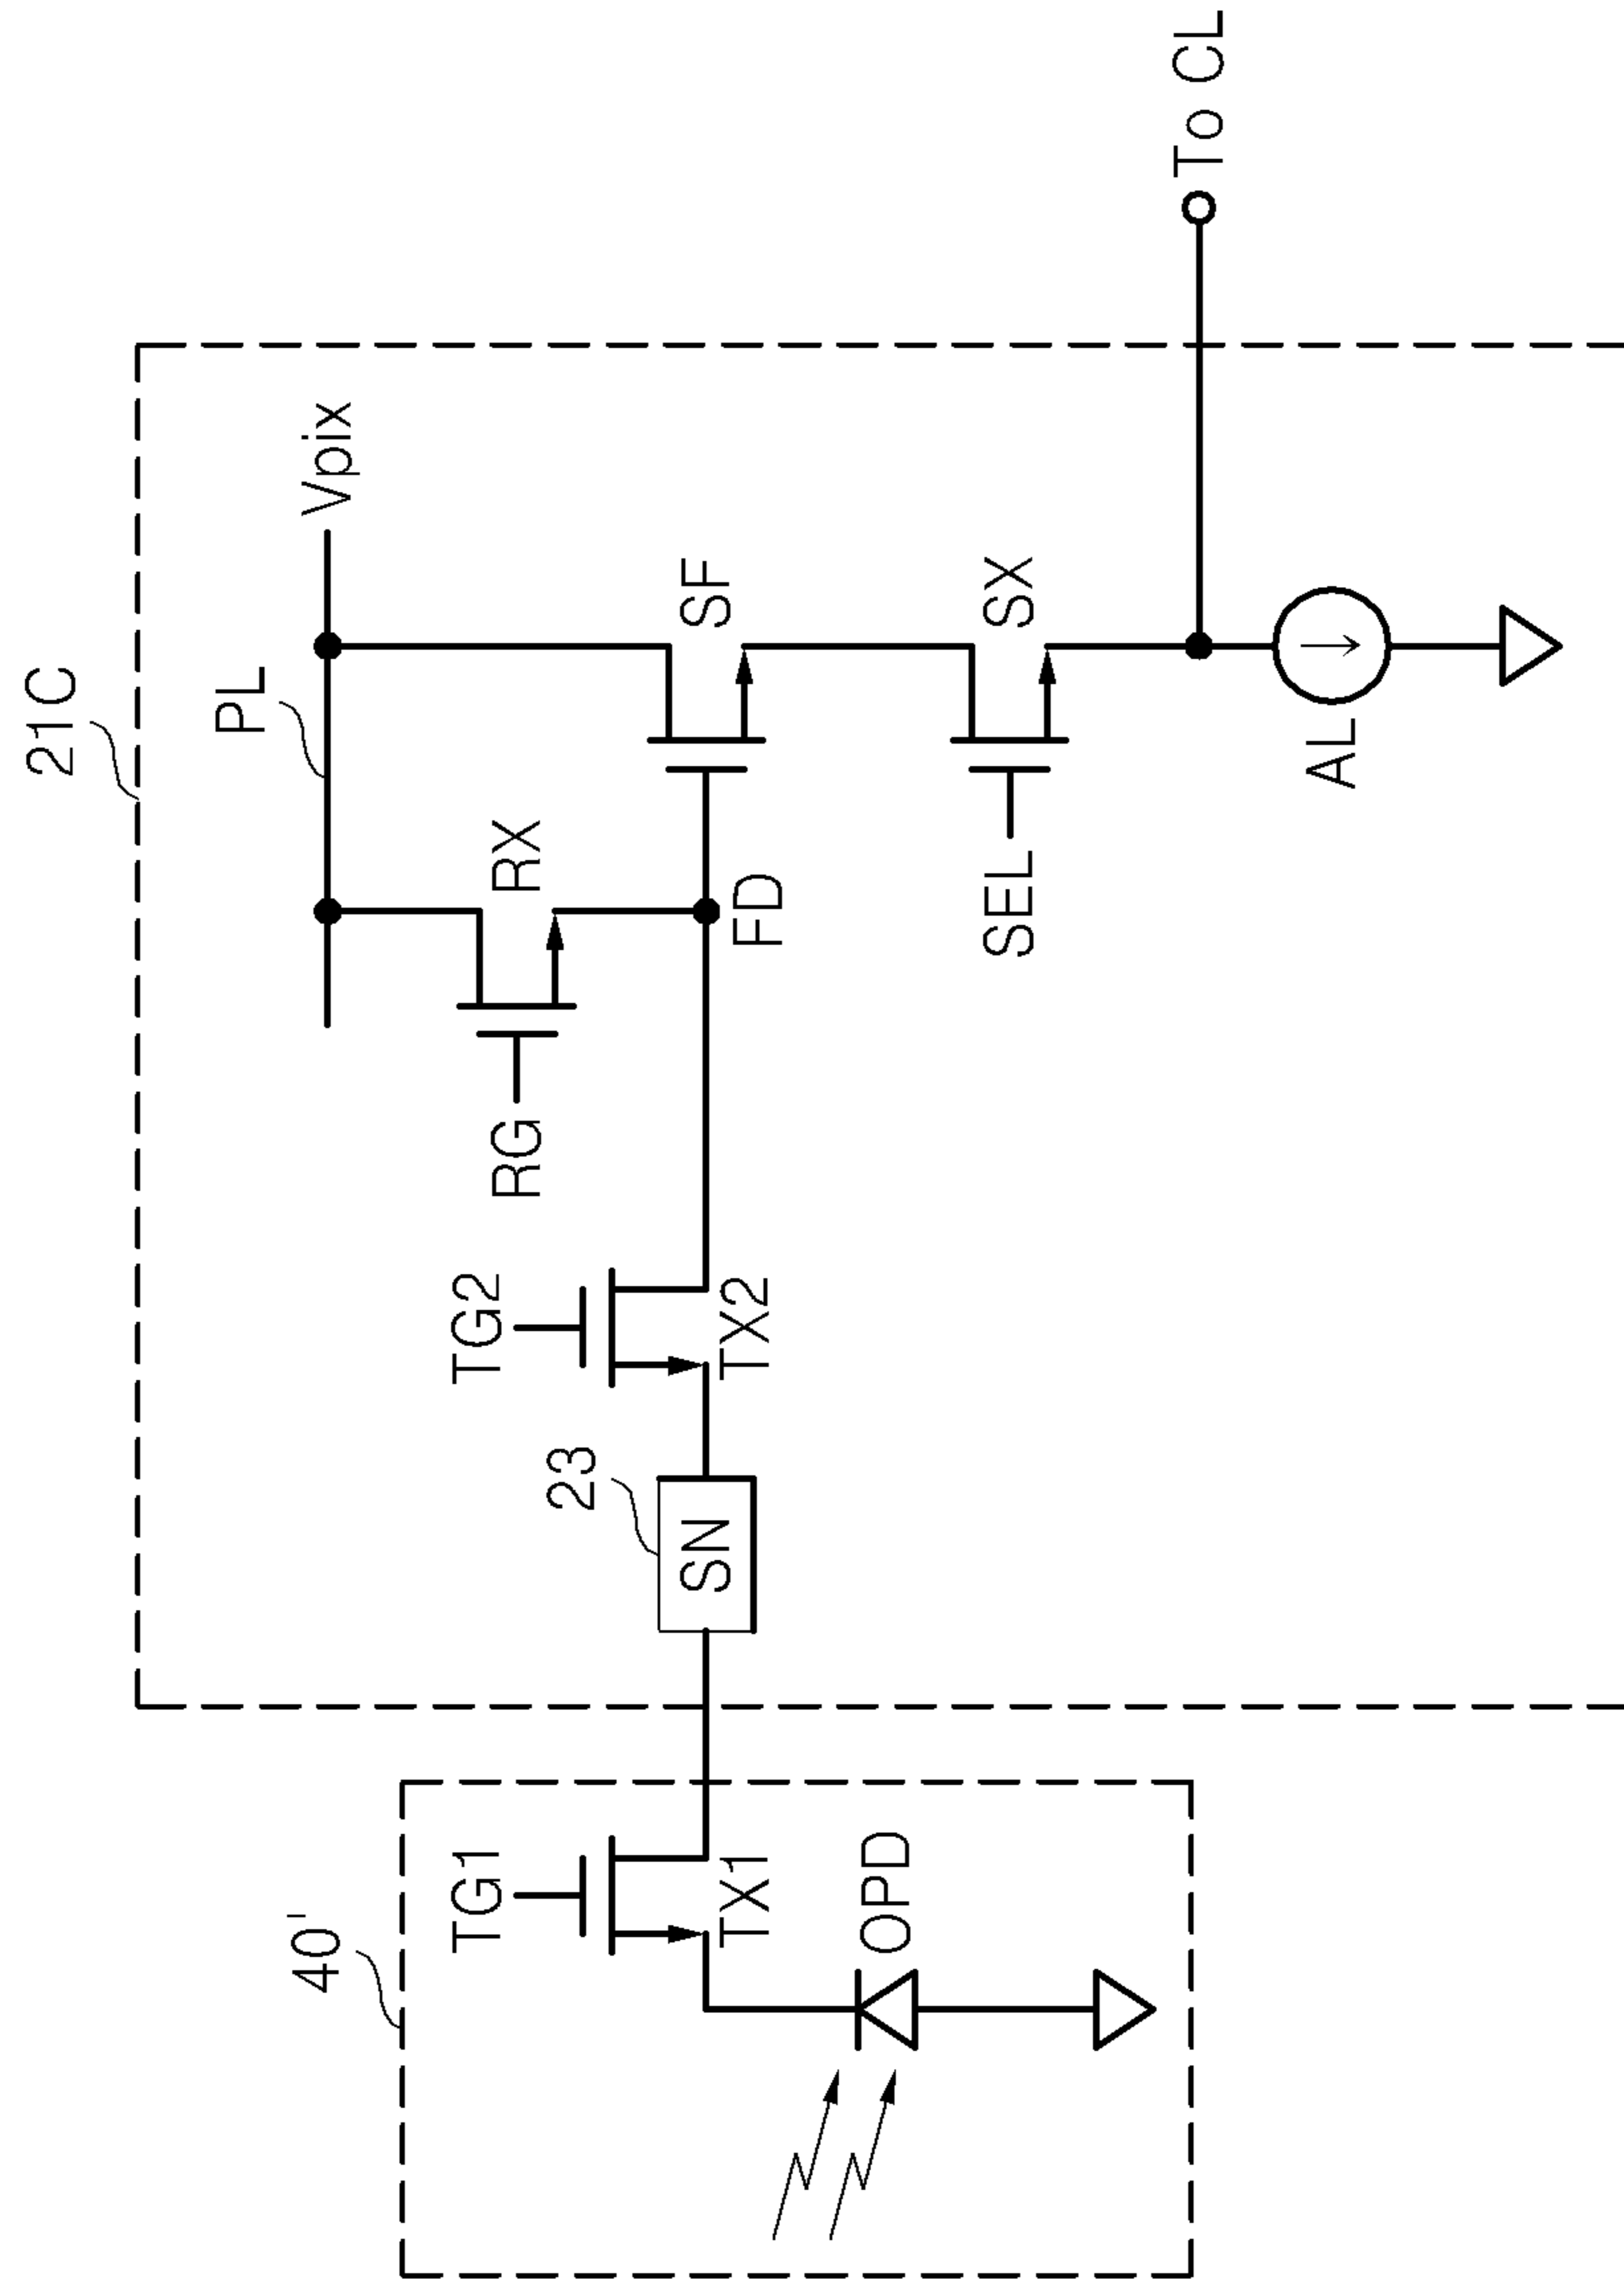 21C
PL
Vpix
RG
RX
SF
FD
TG2
TX2
23
SN
SEL
SX
To CL
AL
40'
TG1
TX1
OPD